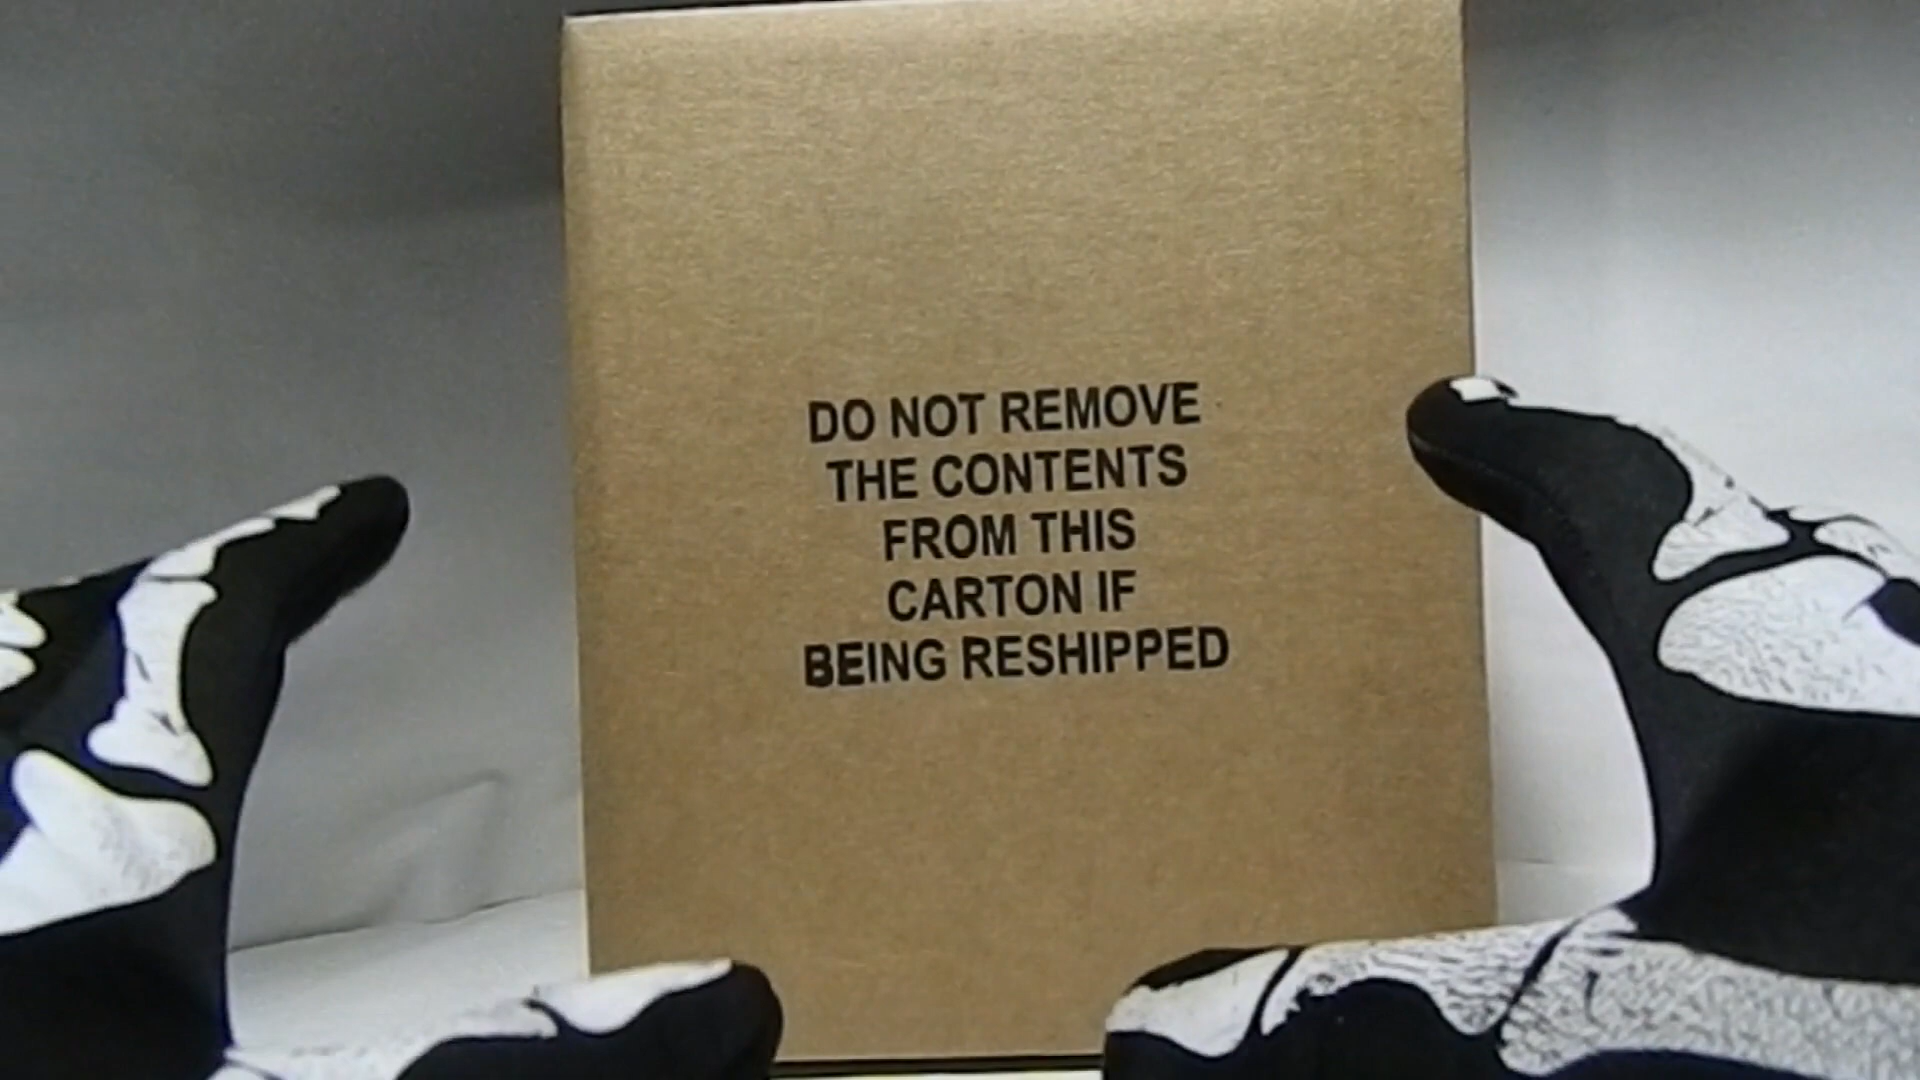 DO NOT REMOVE
THE CONTENTS
FROM THIS
CARTON IF
BEING RESHIPPED